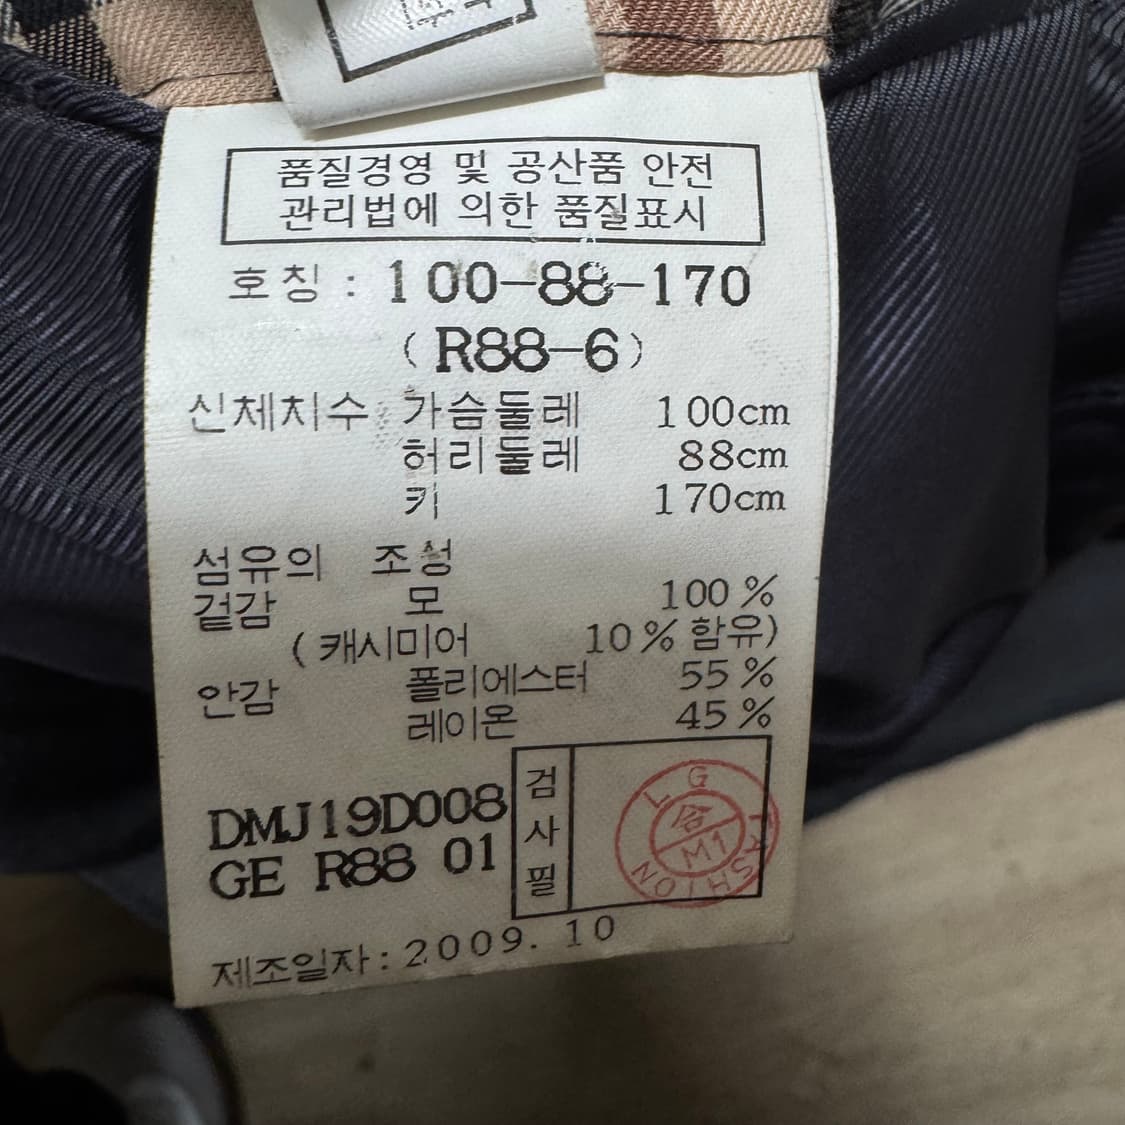 품질경영 및 공산품 안전
관리법에 의한 품질표시
호칭 : 100-88-170
(R88-6)
신체치수 가슴둘레 100cm
허리둘레 88cm
키 170cm
섬유의 조성
겉감 모 100%
(캐시미어 10% 함유)
안감 폴리에스터 55%
레이온 45%
DMJ19D008
GE R88 01
검사필
LG FASHION
합
M1
제조일자: 2009. 10